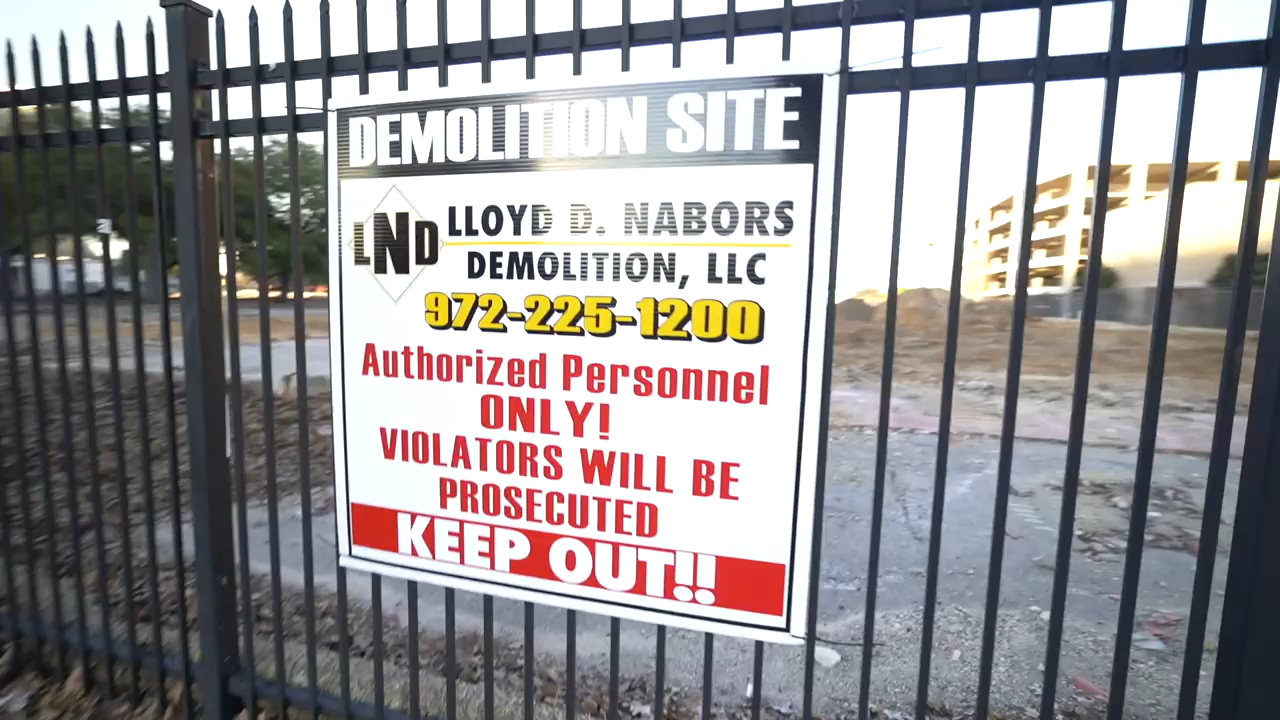 DEMOLITION SITE
LND
LLOYD D. NABORS
DEMOLITION, LLC
972-225-1200
Authorized Personnel
ONLY!
VIOLATORS WILL BE
PROSECUTED
KEEP OUT!!